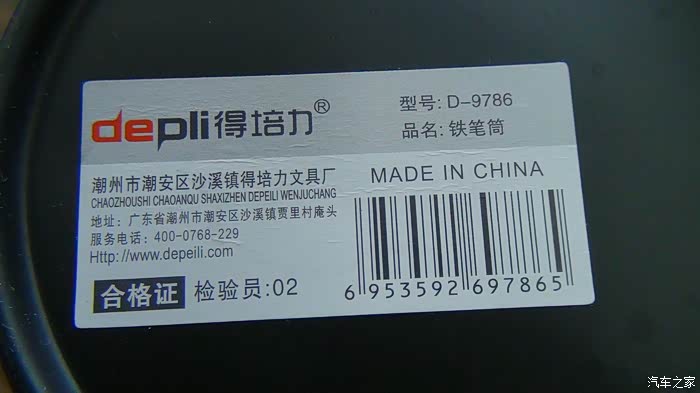 depli得培力®
型号: D-9786
品名: 铁笔筒
潮州市潮安区沙溪镇得培力文具厂
CHAOZHOUSHI CHAOANQU SHAXIZHEN DEPEILI WENJUCHANG
地址: 广东省潮州市潮安区沙溪镇贾里村庵头
服务电话: 400-0768-229
Http://www.depeili.com
合格证 检验员:02
MADE IN CHINA
6 953592 697865
汽车之家